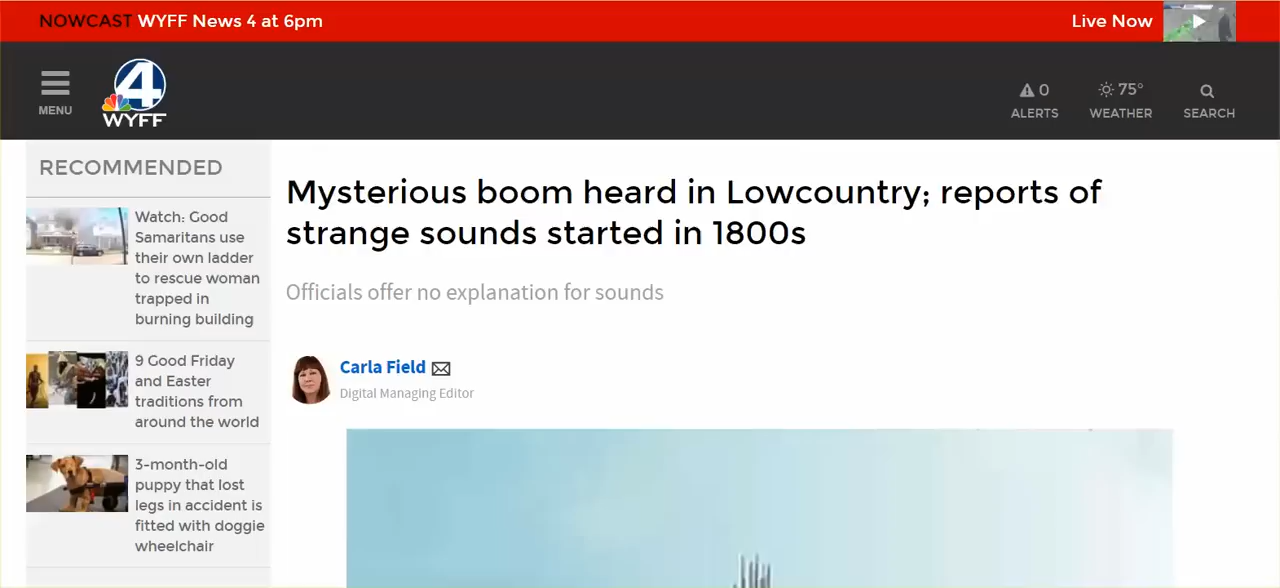 NOWCAST WYFF News 4 at 6pm
Live Now
MENU
4
WYFF
0
ALERTS
75°
WEATHER
SEARCH
RECOMMENDED
Watch: Good
Samaritans use
their own ladder
to rescue woman
trapped in
burning building
9 Good Friday
and Easter
traditions from
around the world
3-month-old
puppy that lost
legs in accident is
fitted with doggie
wheelchair
Mysterious boom heard in Lowcountry; reports of
strange sounds started in 1800s
Officials offer no explanation for sounds
Carla Field
Digital Managing Editor